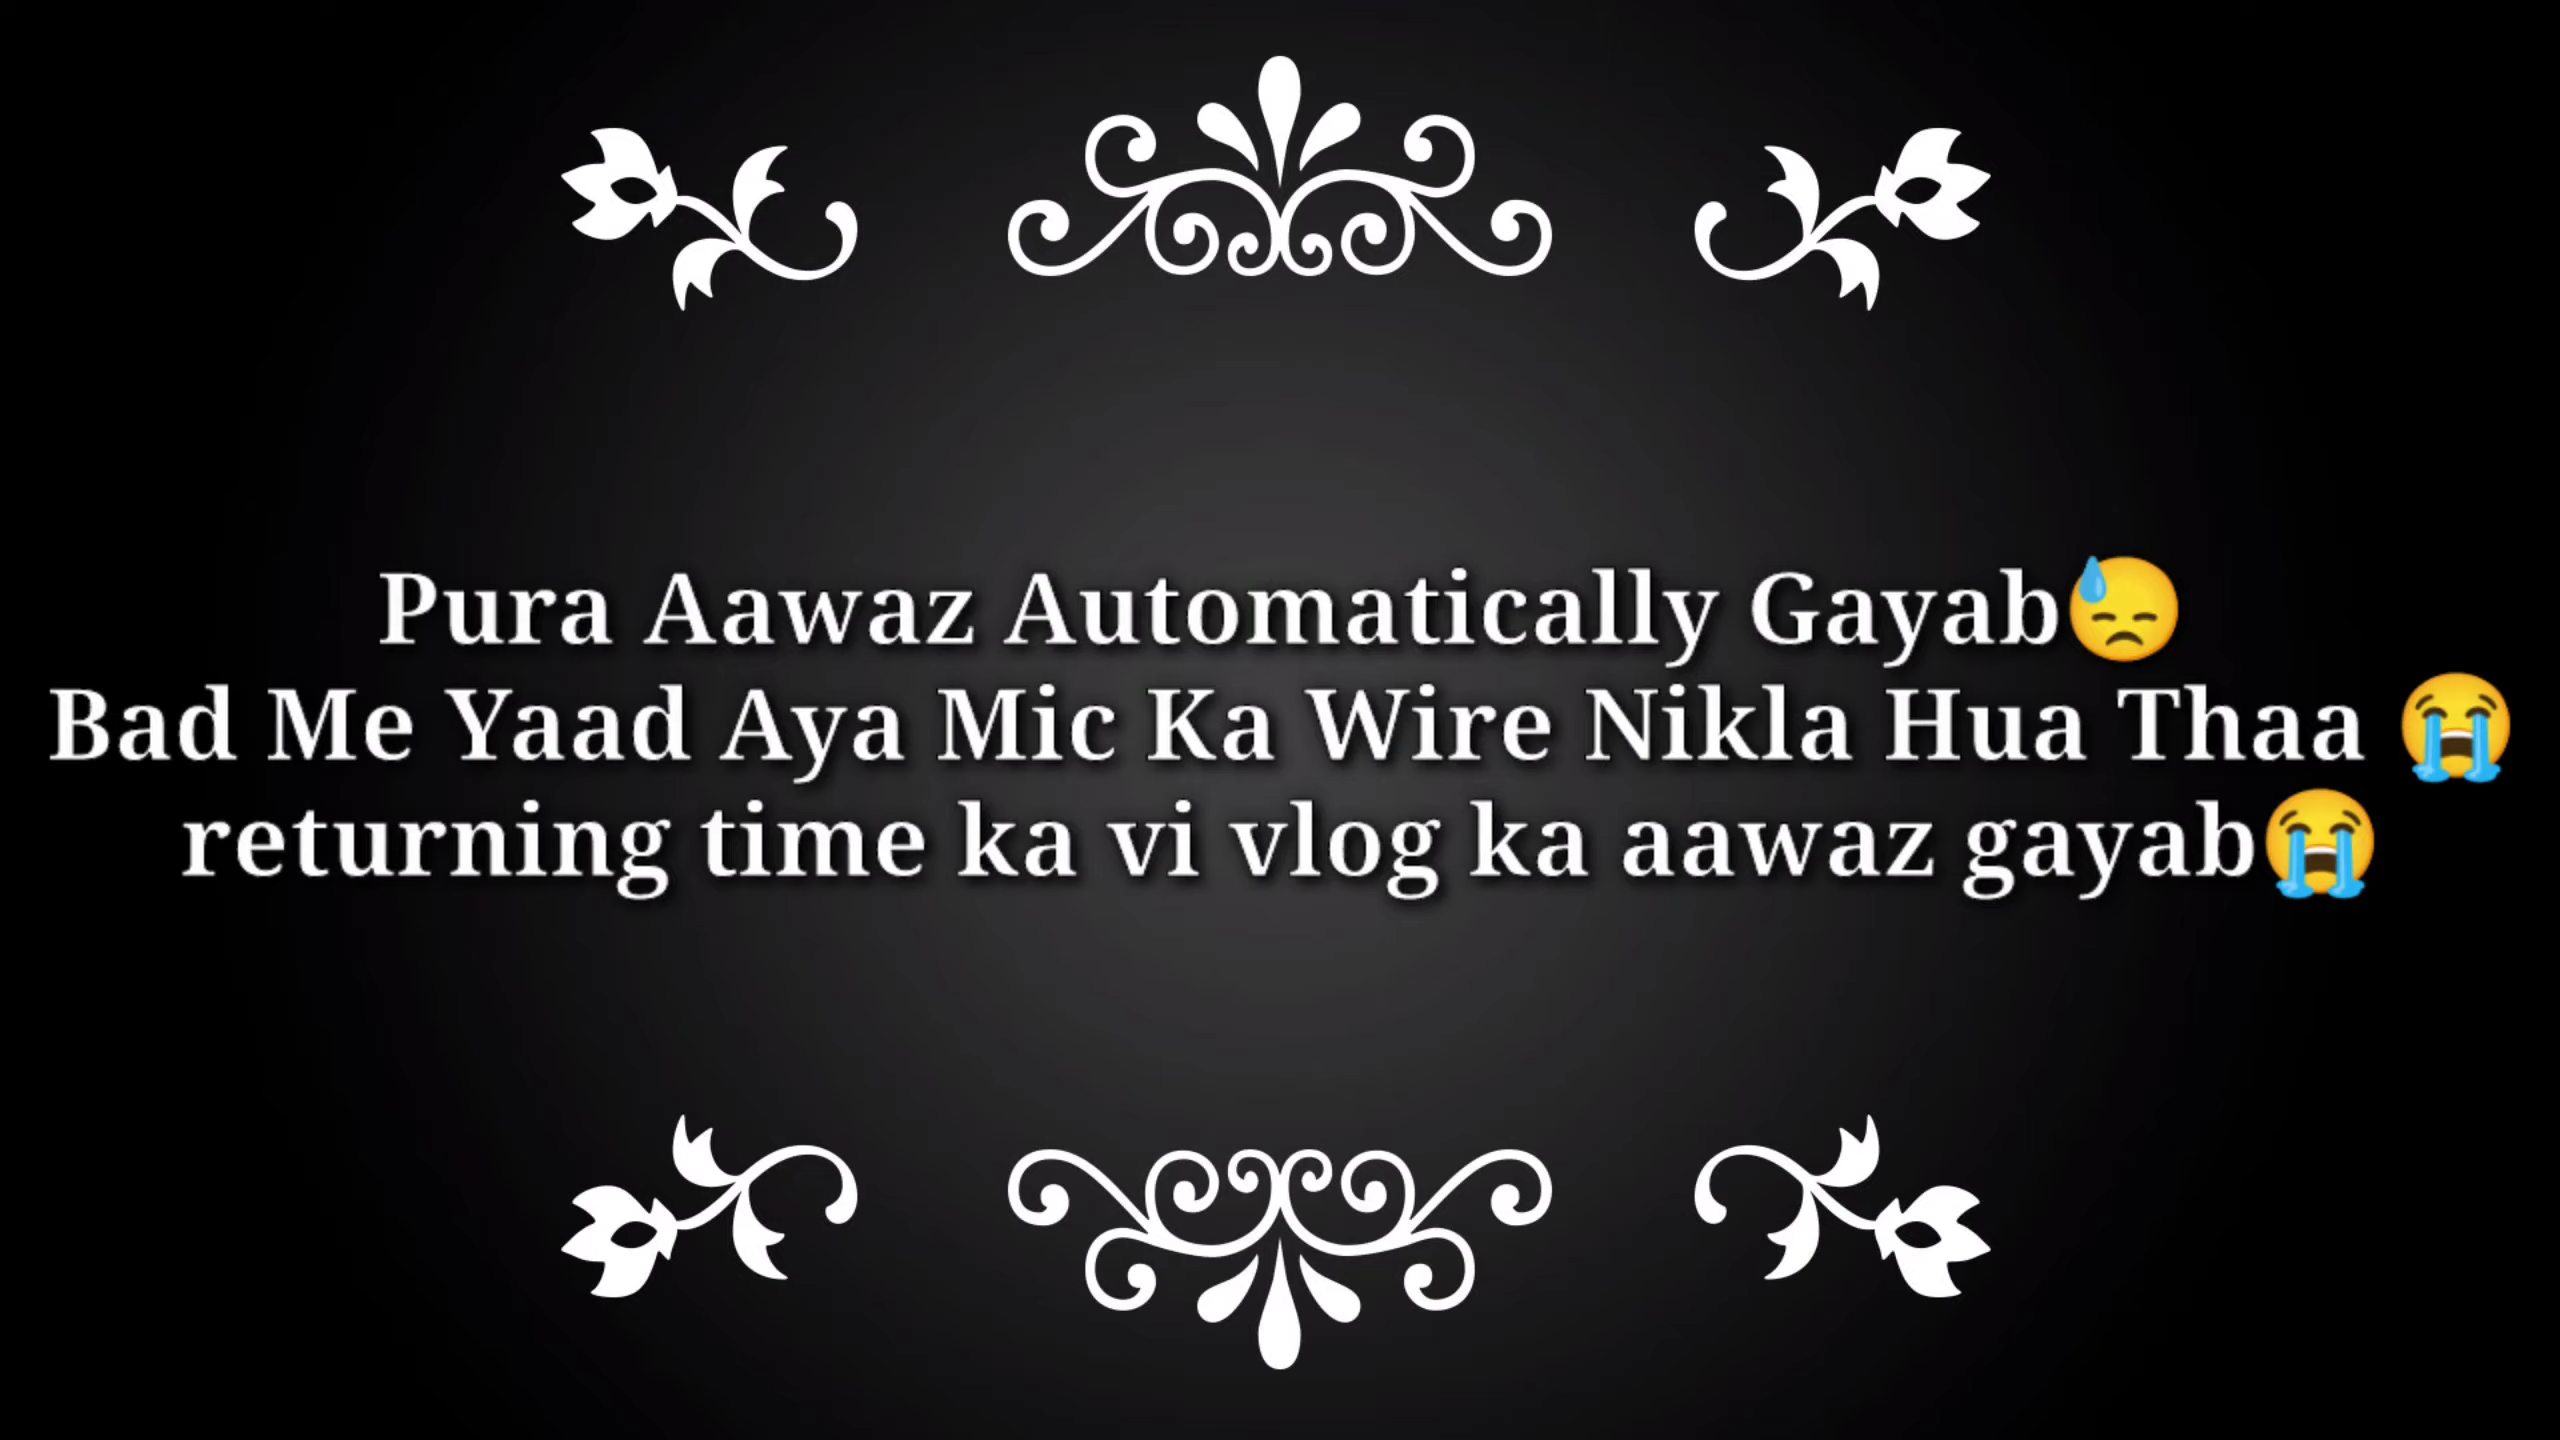 Pura Aawaz Automatically Gayab😓
Bad Me Yaad Aya Mic Ka Wire Nikla Hua Thaa 😭
returning time ka vi vlog ka aawaz gayab😭